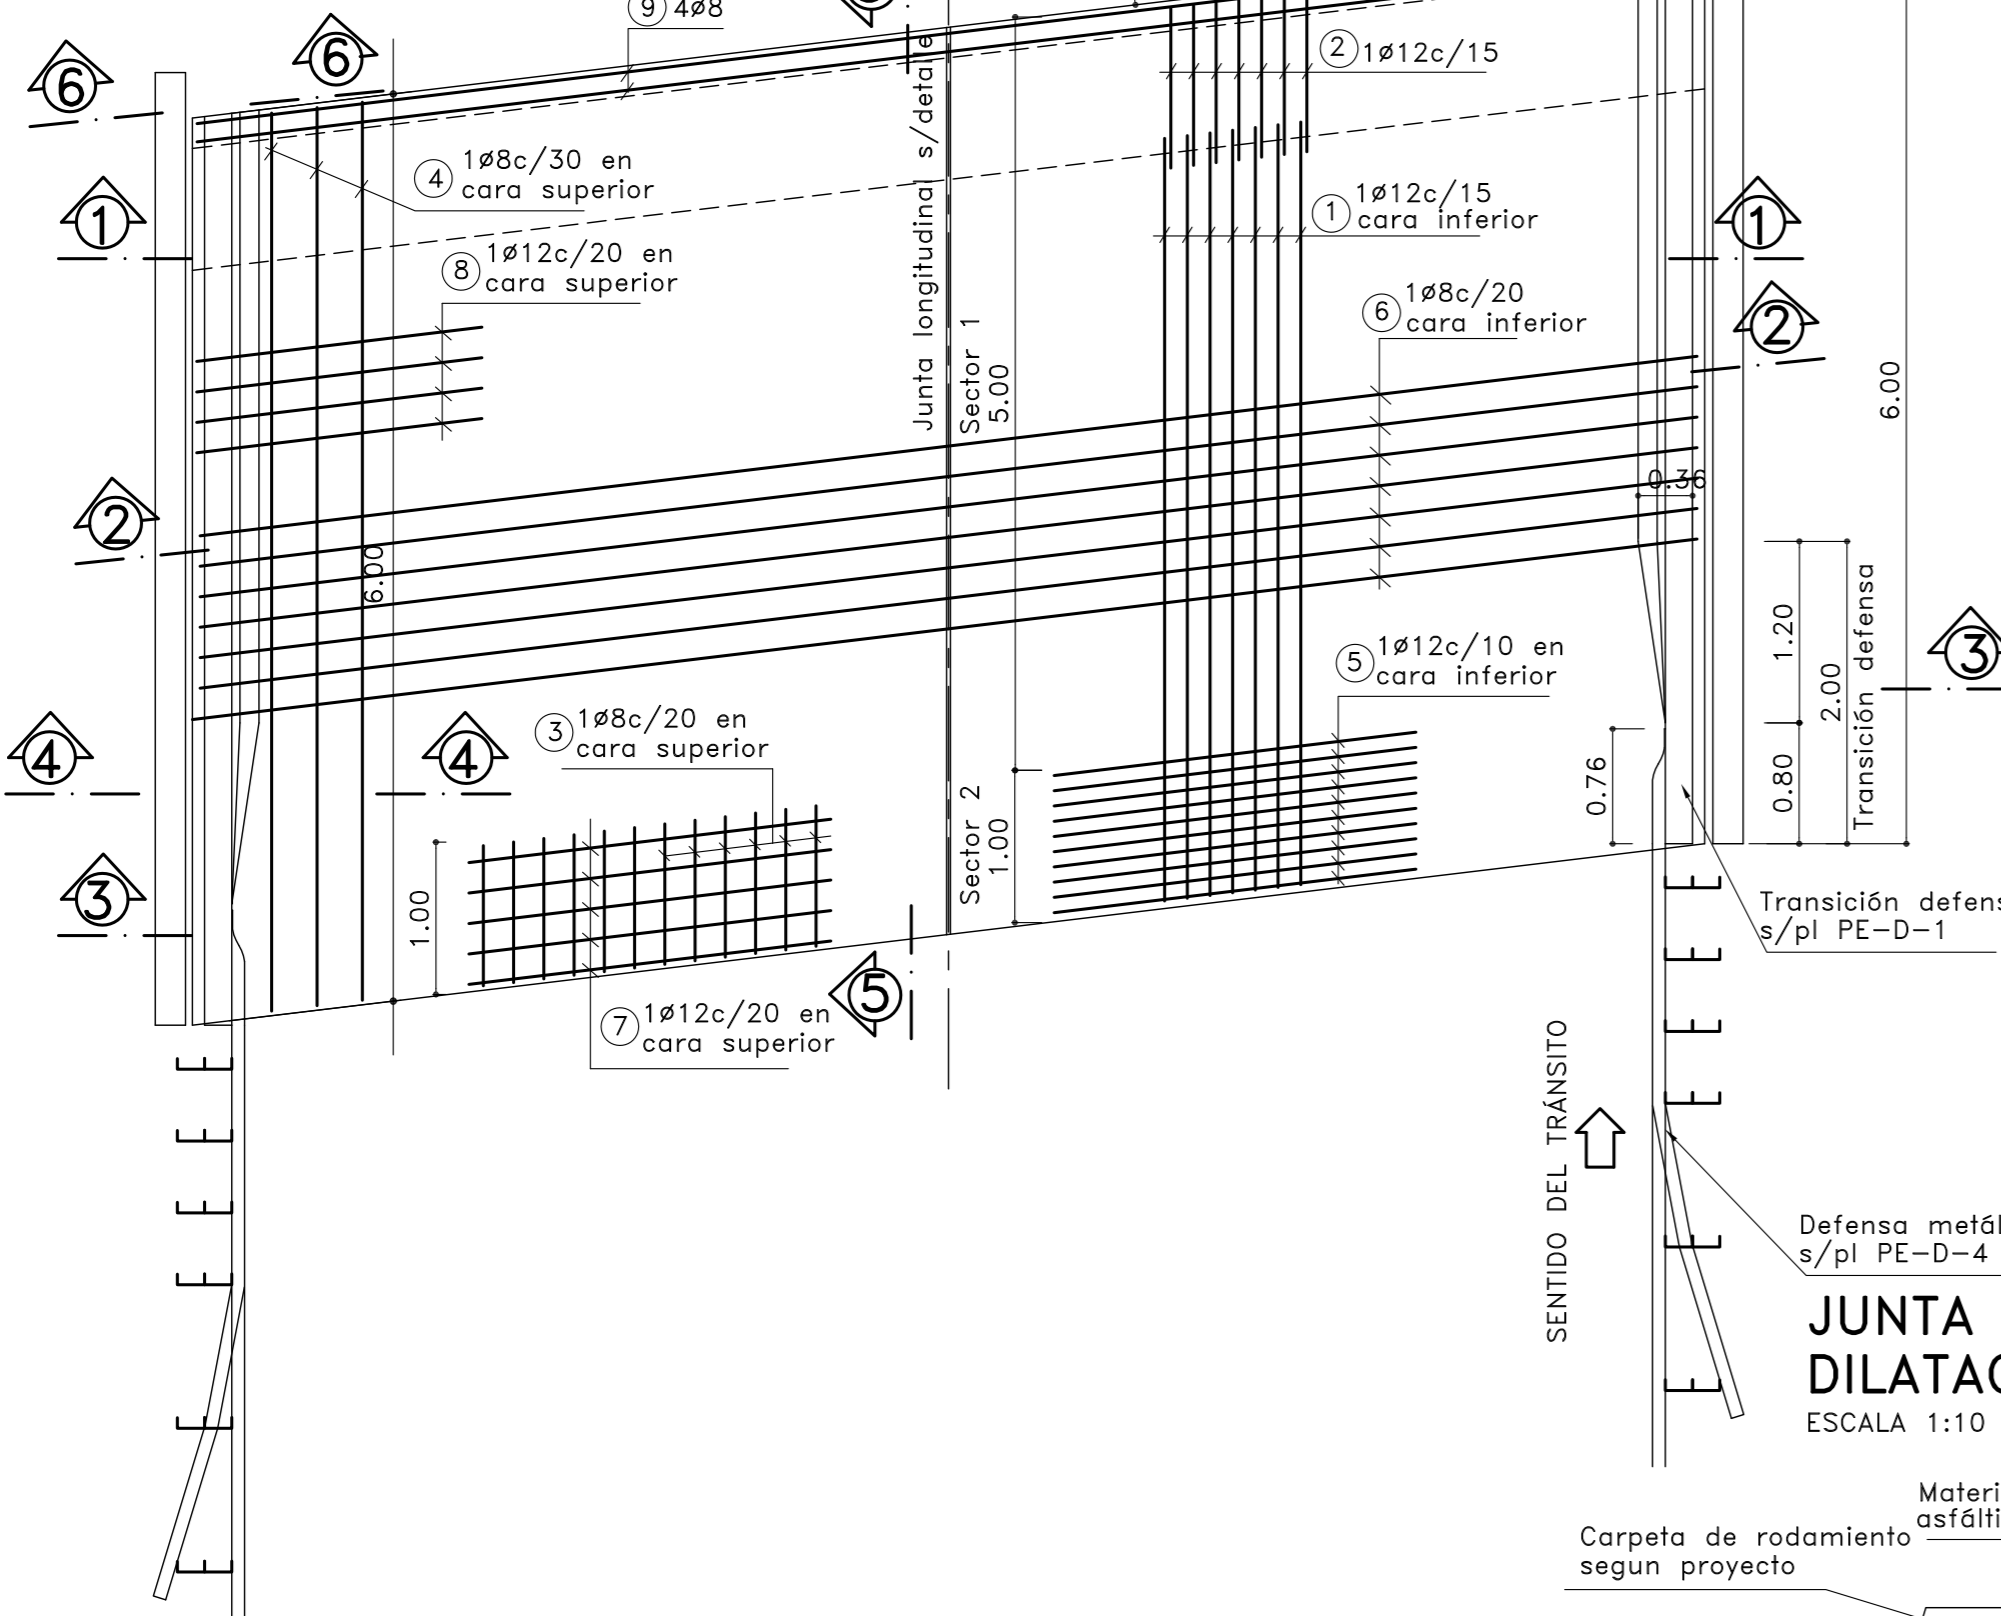 9 4ø8
6
6
5
2 1ø12c/15
4 1ø8c/30 en
cara superior
1
1 1ø12c/15
cara inferior
1
8 1ø12c/20 en
cara superior
Junta longitudinal s/detalle
Sector 1
5.00
6 1ø8c/20
cara inferior
2
6.00
0.36
2
6.00
1.20
2.00
Transición defensa
3
5 1ø12c/10 en
cara inferior
3 1ø8c/20 en
cara superior
4
4
0.76
0.80
Sector 2
1.00
1.00
3
Transición
s/pl PE-D-1
5
7 1ø12c/20 en
cara superior
SENTIDO DEL TRÁNSITO
Defensa
s/pl PE-D-4
JUNTA
ESCALA 1:10
Carpeta de rodamiento
segun proyecto